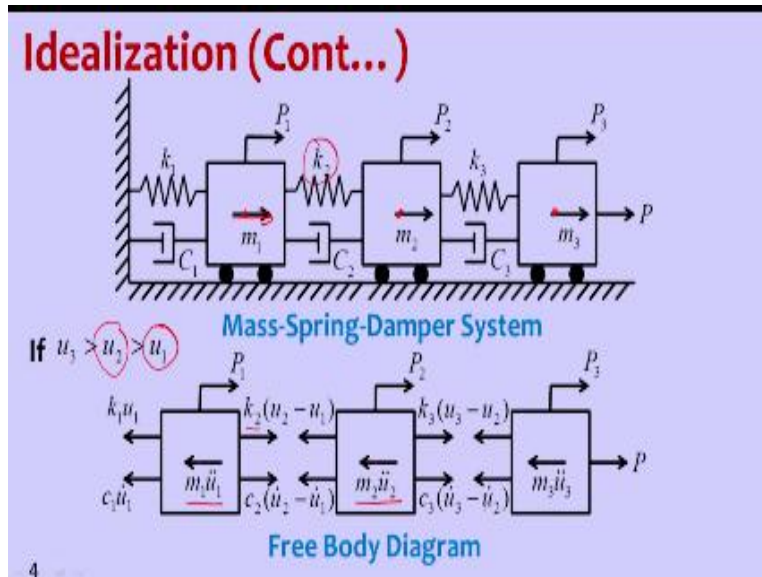 Idealization (Cont... )
P₁ P₂ P₃
k₁ k₂ k₃
P
m₁ m₂ m₃
C₁ C₂ C₃
Mass-Spring-Damper System
If u₃ > u₂ > u₁
P₁ P₂ P₃
k₁u₁ k₂(u₂ − u₁) k₃(u₃ − u₂)
m₁ü₁ m₂ü₂ m₃ü₃ P
c₁u̇₁ c₂(u̇₂ − u̇₁) c₃(u̇₃ − u̇₂)
Free Body Diagram
4